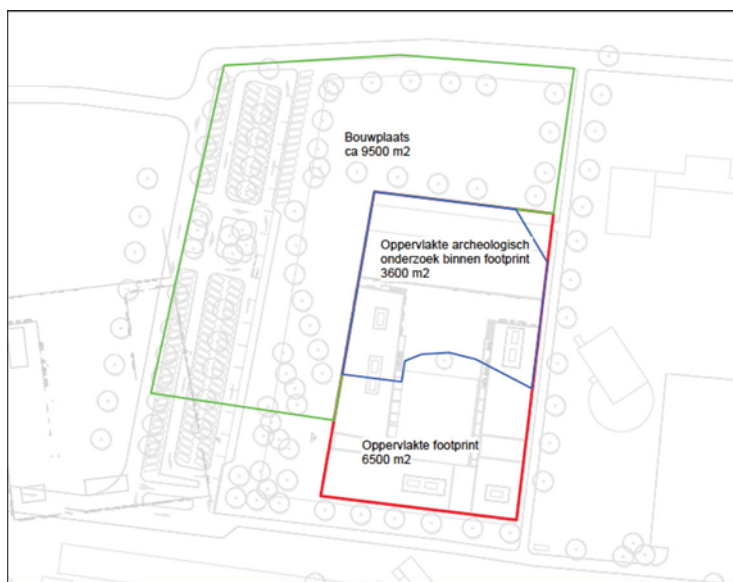 Bouwplaats
ca 9500 m2
Oppervlakte archeologisch
onderzoek binnen footprint
3600 m2
Oppervlakte footprint
6500 m2